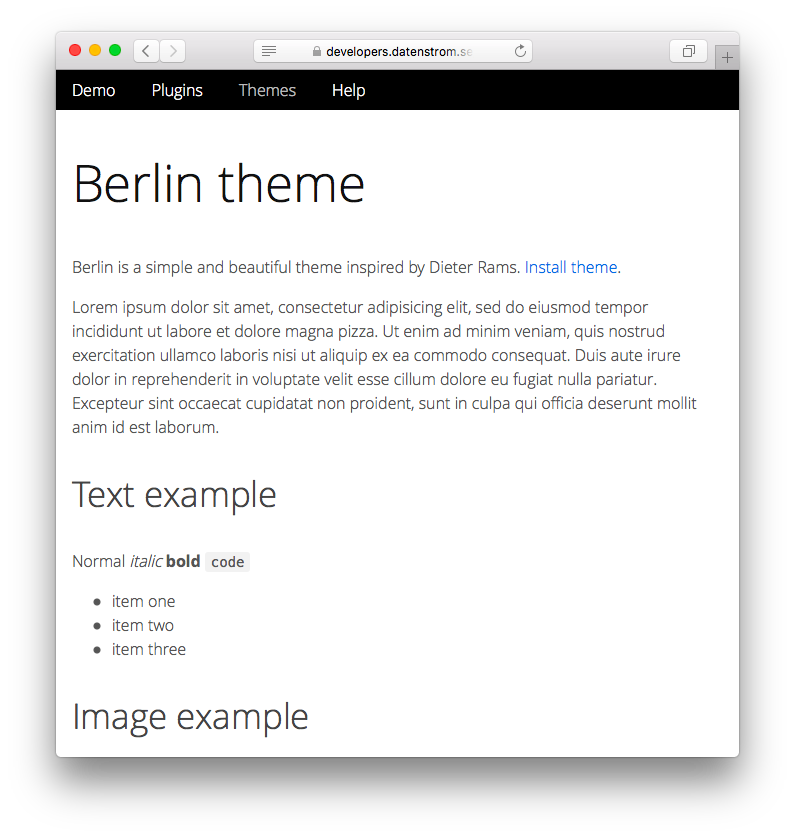 developers.datenstrom.se
Demo Plugins Themes Help
Berlin theme
Berlin is a simple and beautiful theme inspired by Dieter Rams. Install theme.
Lorem ipsum dolor sit amet, consectetur adipisicing elit, sed do eiusmod tempor
incididunt ut labore et dolore magna pizza. Ut enim ad minim veniam, quis nostrud
exercitation ullamco laboris nisi ut aliquip ex ea commodo consequat. Duis aute irure
dolor in reprehenderit in voluptate velit esse cillum dolore eu fugiat nulla pariatur.
Excepteur sint occaecat cupidatat non proident, sunt in culpa qui officia deserunt mollit
anim id est laborum.
Text example
Normal italic bold code
item one
item two
item three
Image example